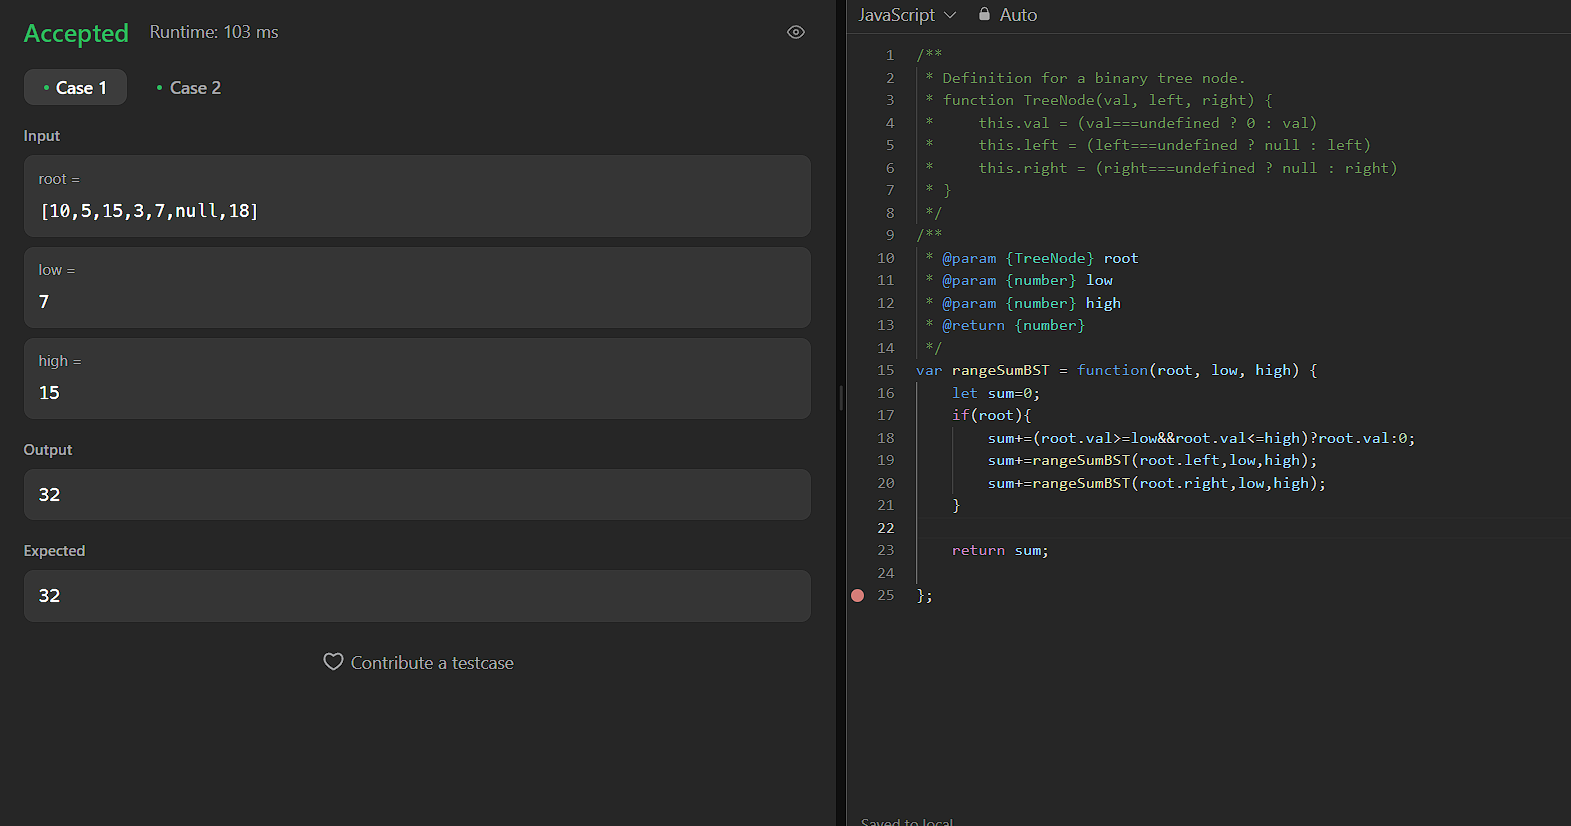 Accepted Runtime: 103 ms
Case 1 Case 2
Input
root =
[10,5,15,3,7,null,18]
low =
7
high =
15
Output
32
Expected
32
Contribute a testcase
JavaScript Auto
1 /**
2  * Definition for a binary tree node.
3  * function TreeNode(val, left, right) {
4  *     this.val = (val===undefined ? 0 : val)
5  *     this.left = (left===undefined ? null : left)
6  *     this.right = (right===undefined ? null : right)
7  * }
8  */
9 /**
10  * @param {TreeNode} root
11  * @param {number} low
12  * @param {number} high
13  * @return {number}
14  */
15 var rangeSumBST = function(root, low, high) {
16     let sum=0;
17     if(root){
18         sum+=(root.val>=low&&root.val<=high)?root.val:0;
19         sum+=rangeSumBST(root.left,low,high);
20         sum+=rangeSumBST(root.right,low,high);
21     }
22
23     return sum;
24
25 };
Saved to local